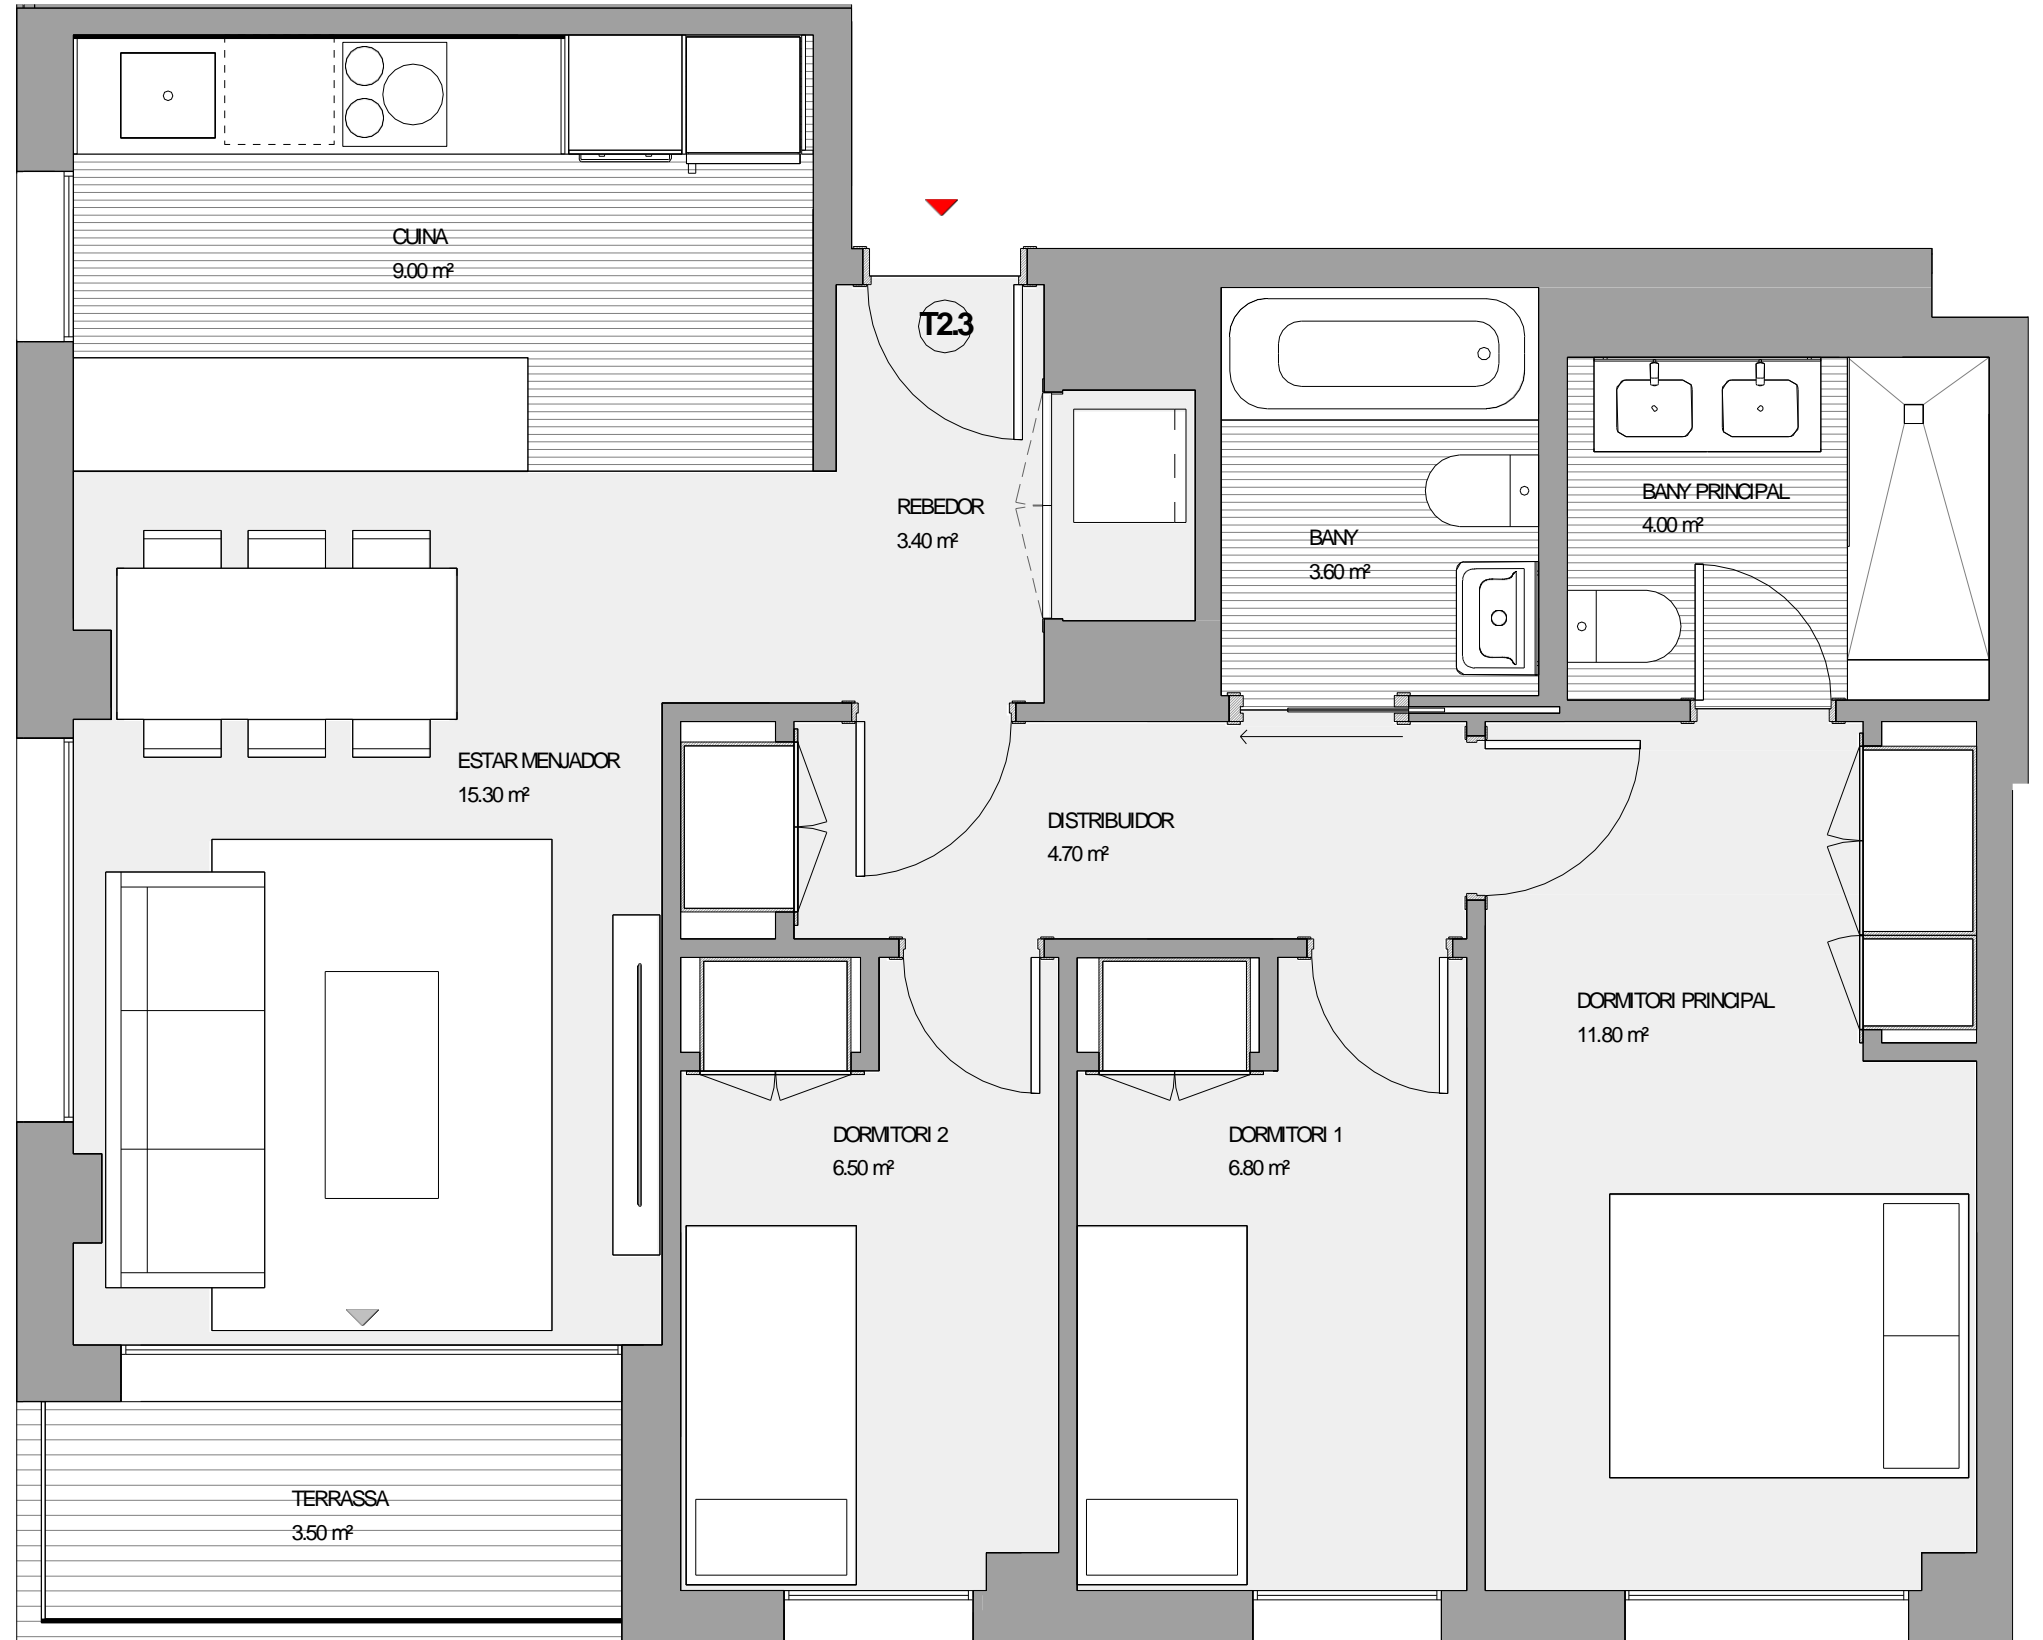 CUINA
9.00 m²
T2.3
REBEDOR
3.40 m²
BANY
3.60 m²
BANY PRINCIPAL
4.00 m²
ESTAR MENJADOR
15.30 m²
DISTRIBUIDOR
4.70 m²
DORMITORI PRINCIPAL
11.80 m²
DORMITORI 2
6.50 m²
DORMITORI 1
6.80 m²
TERRASSA
3.50 m²